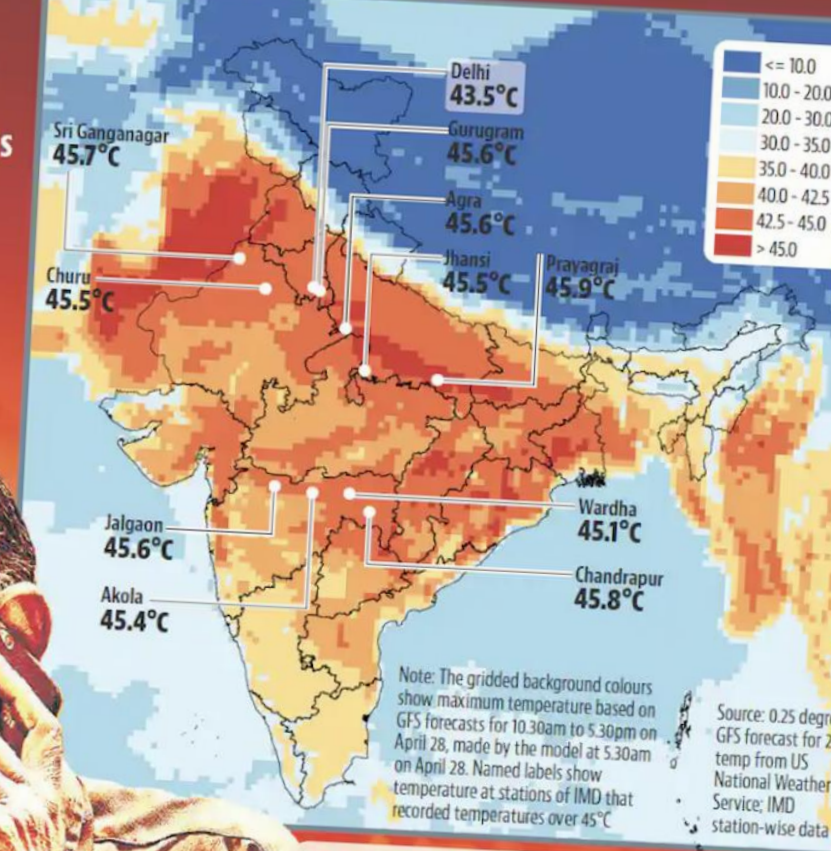 s
Delhi
43.5°C
Gurugram
45.6°C
Agra
45.6°C
Jhansi
45.5°C
Prayagraj
45.9°C
Sri Ganganagar
45.7°C
Churu
45.5°C
<= 10.0
10.0 - 20.0
20.0 - 30.0
30.0 - 35.0
35.0 - 40.0
40.0 - 42.5
42.5 - 45.0
> 45.0
Jalgaon
45.6°C
Akola
45.4°C
Wardha
45.1°C
Chandrapur
45.8°C
Note: The gridded background colours
show maximum temperature based on
GFS forecasts for 10.30am to 5.30pm on
April 28, made by the model at 5.30am
on April 28. Named labels show
temperature at stations of IMD that
recorded temperatures over 45°C
Source: 0.25 degre
GFS forecast for 2
temp from US
National Weather
Service; IMD
station-wise data